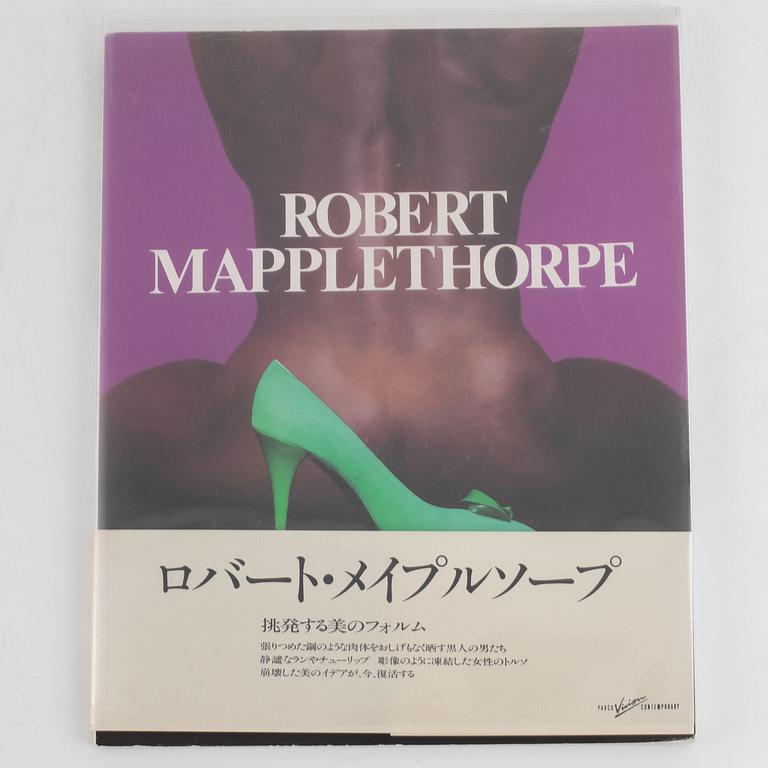 ROBERT
MAPPLETHORPE
ロバート・メイプルソープ
挑発する美のフォルム
張りつめた鋼のような肉体をおしげもなく晒す黒人の男たち
静謐なランやチューリップ 彫像のように凍結した女性のトルソ
崩壊した美のイデアが、今、復活する
PARCO Vision CONTEMPORARY